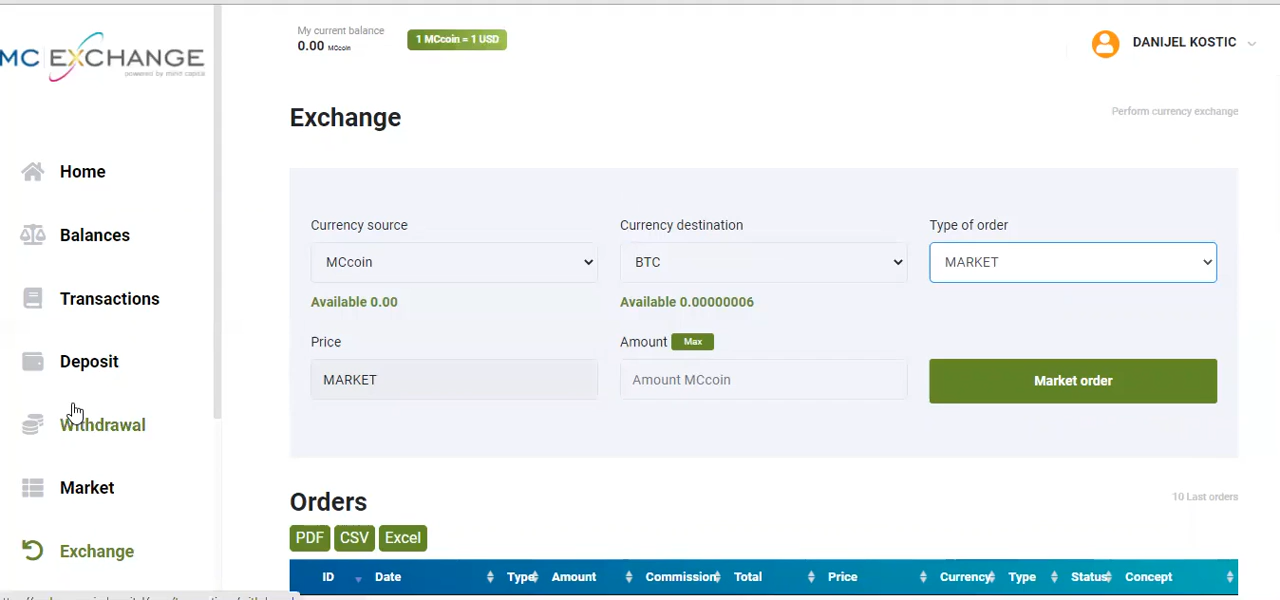 My current balance
0.00 MCcoin
1 MCcoin = 1 USD
DANIJEL KOSTIC
MC EXCHANGE
powered by minit capital
Exchange
Perform currency exchange
Home
Balances
Transactions
Deposit
Withdrawal
Market
Exchange
Currency source
Currency destination
Type of order
MCcoin
BTC
MARKET
Available 0.00
Available 0.00000006
Price
Amount Max
MARKET
Amount MCcoin
Market order
Orders
10 Last orders
PDF CSV Excel
ID Date Type Amount Commission Total Price Currency Type Status Concept